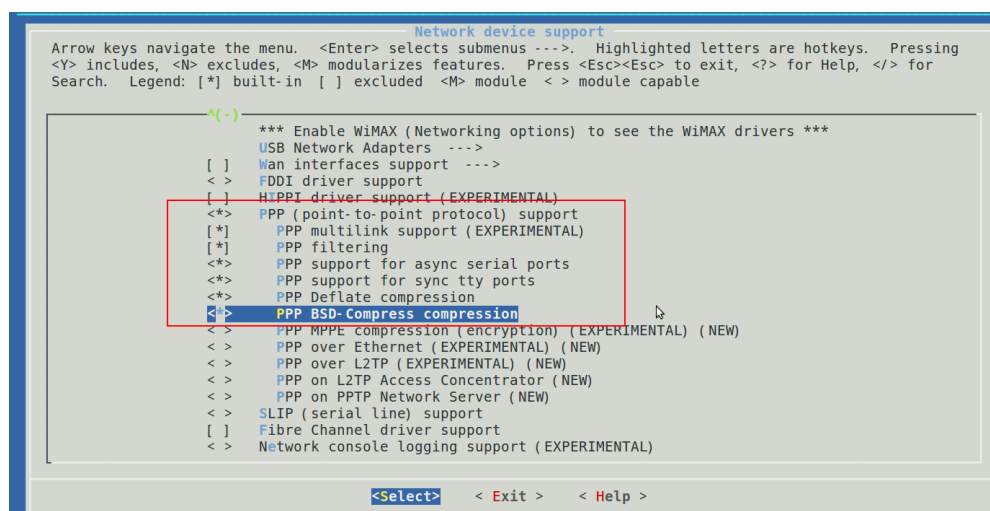 Network device support
Arrow keys navigate the menu.  <Enter> selects submenus --->.  Highlighted letters are hotkeys.  Pressing
<Y> includes, <N> excludes, <M> modularizes features.  Press <Esc><Esc> to exit, <?> for Help, </> for
Search.  Legend: [*] built-in  [ ] excluded  <M> module  < > module capable
^(-)
*** Enable WiMAX (Networking options) to see the WiMAX drivers ***
USB Network Adapters  --->
[ ] Wan interfaces support  --->
< > FDDI driver support
[ ] HIPPI driver support (EXPERIMENTAL)
<*> PPP (point-to-point protocol) support
[*] PPP multilink support (EXPERIMENTAL)
[*] PPP filtering
<*> PPP support for async serial ports
<*> PPP support for sync tty ports
<*> PPP Deflate compression
<*> PPP BSD-Compress compression
< > PPP MPPE compression (encryption) (EXPERIMENTAL) (NEW)
< > PPP over Ethernet (EXPERIMENTAL) (NEW)
< > PPP over L2TP (EXPERIMENTAL) (NEW)
< > PPP on L2TP Access Concentrator (NEW)
< > PPP on PPTP Network Server (NEW)
< > SLIP (serial line) support
[ ] Fibre Channel driver support
< > Network console logging support (EXPERIMENTAL)
<Select>    < Exit >    < Help >